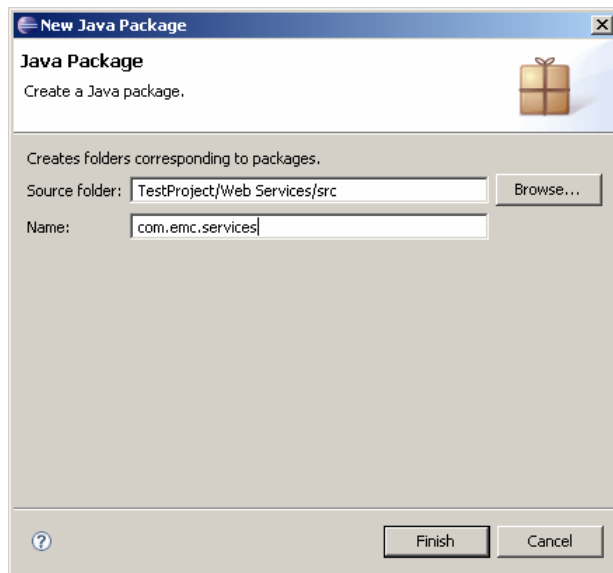 New Java Package
Java Package
Create a Java package.
Creates folders corresponding to packages.
Source folder: TestProject/Web Services/src Browse...
Name: com.emc.services
? Finish Cancel